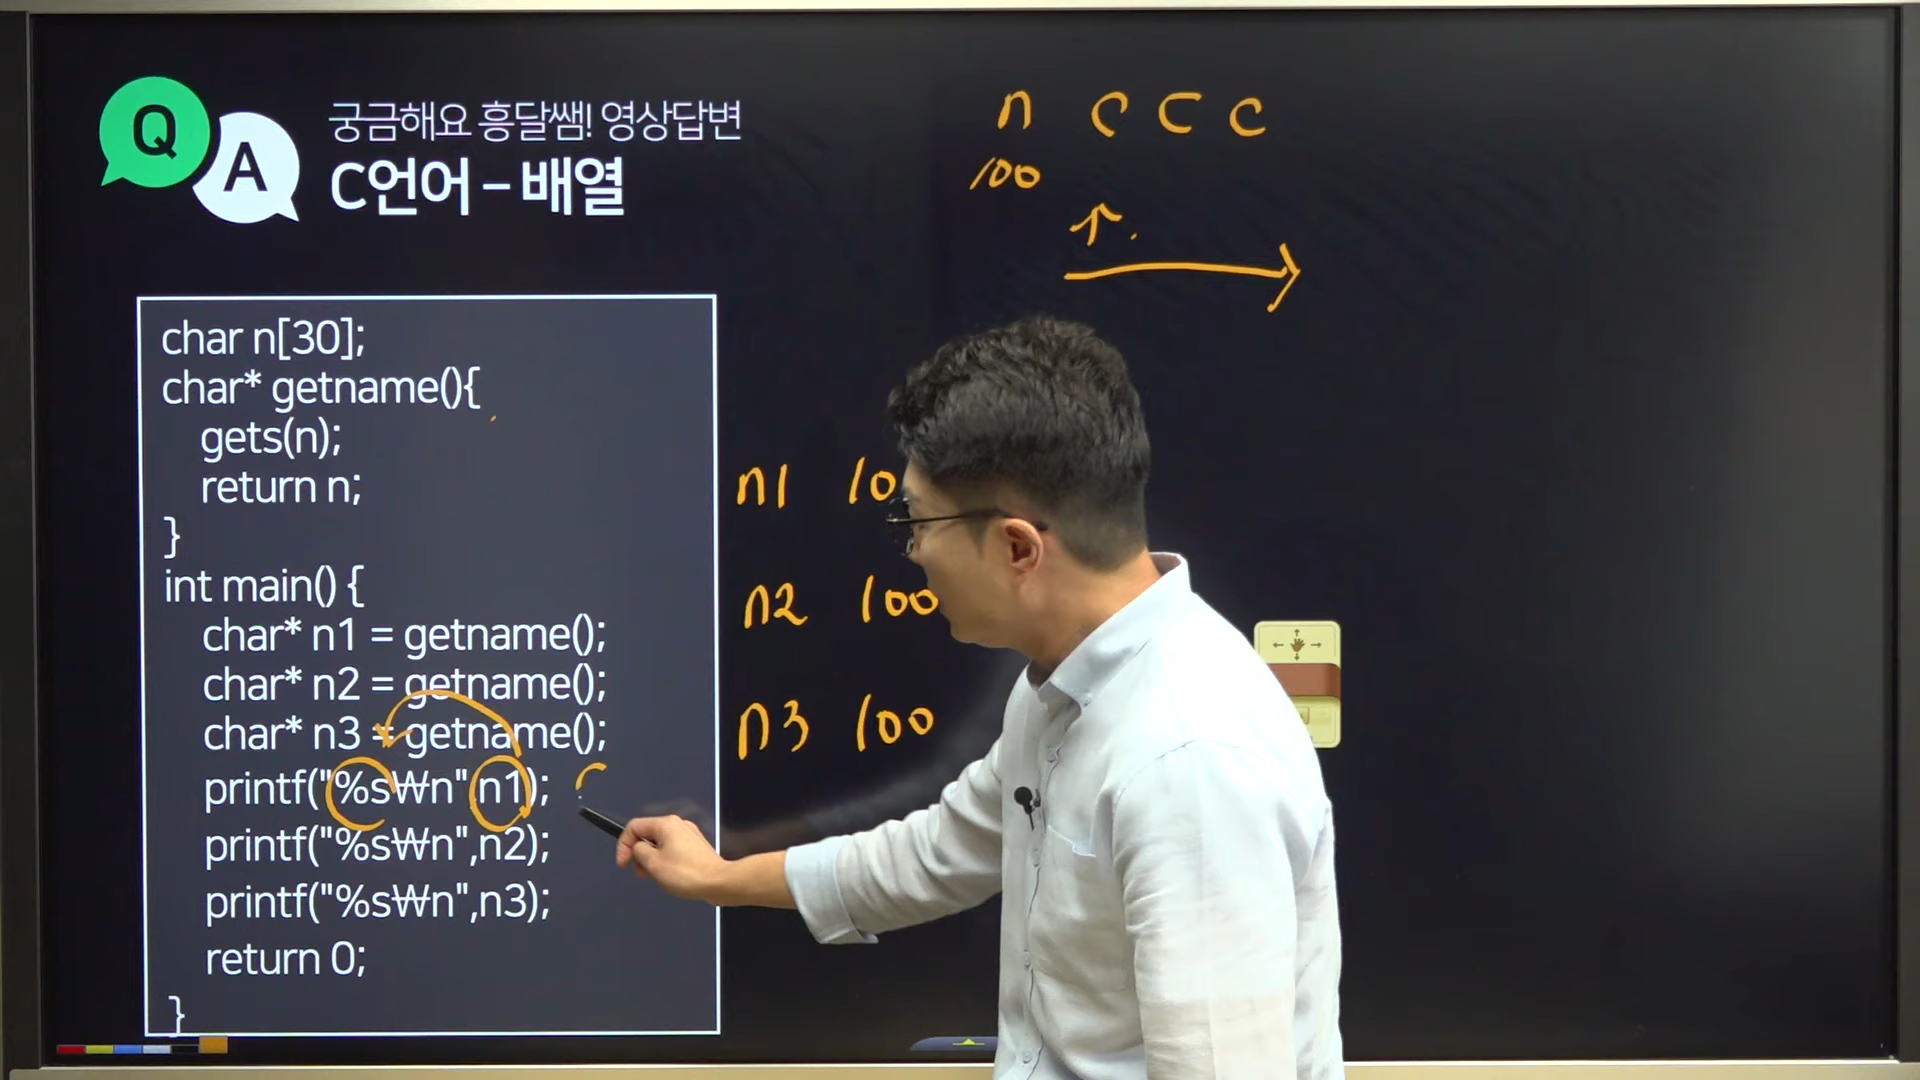 Q
A
궁금해요 흥달쌤! 영상답변
C언어 – 배열
char n[30];
char* getname(){
gets(n);
return n;
}
int main() {
char* n1 = getname();
char* n2 = getname();
char* n3 = getname();
printf("%s₩n",n1);
printf("%s₩n",n2);
printf("%s₩n",n3);
return 0;
}
n C C C
100
n1 10
n2 100
n3 100